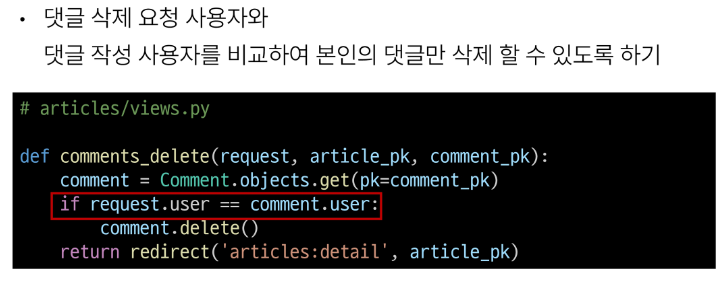 • 댓글 삭제 요청 사용자와
댓글 작성 사용자를 비교하여 본인의 댓글만 삭제 할 수 있도록 하기
# articles/views.py
def comments_delete(request, article_pk, comment_pk):
    comment = Comment.objects.get(pk=comment_pk)
    if request.user == comment.user:
        comment.delete()
    return redirect('articles:detail', article_pk)